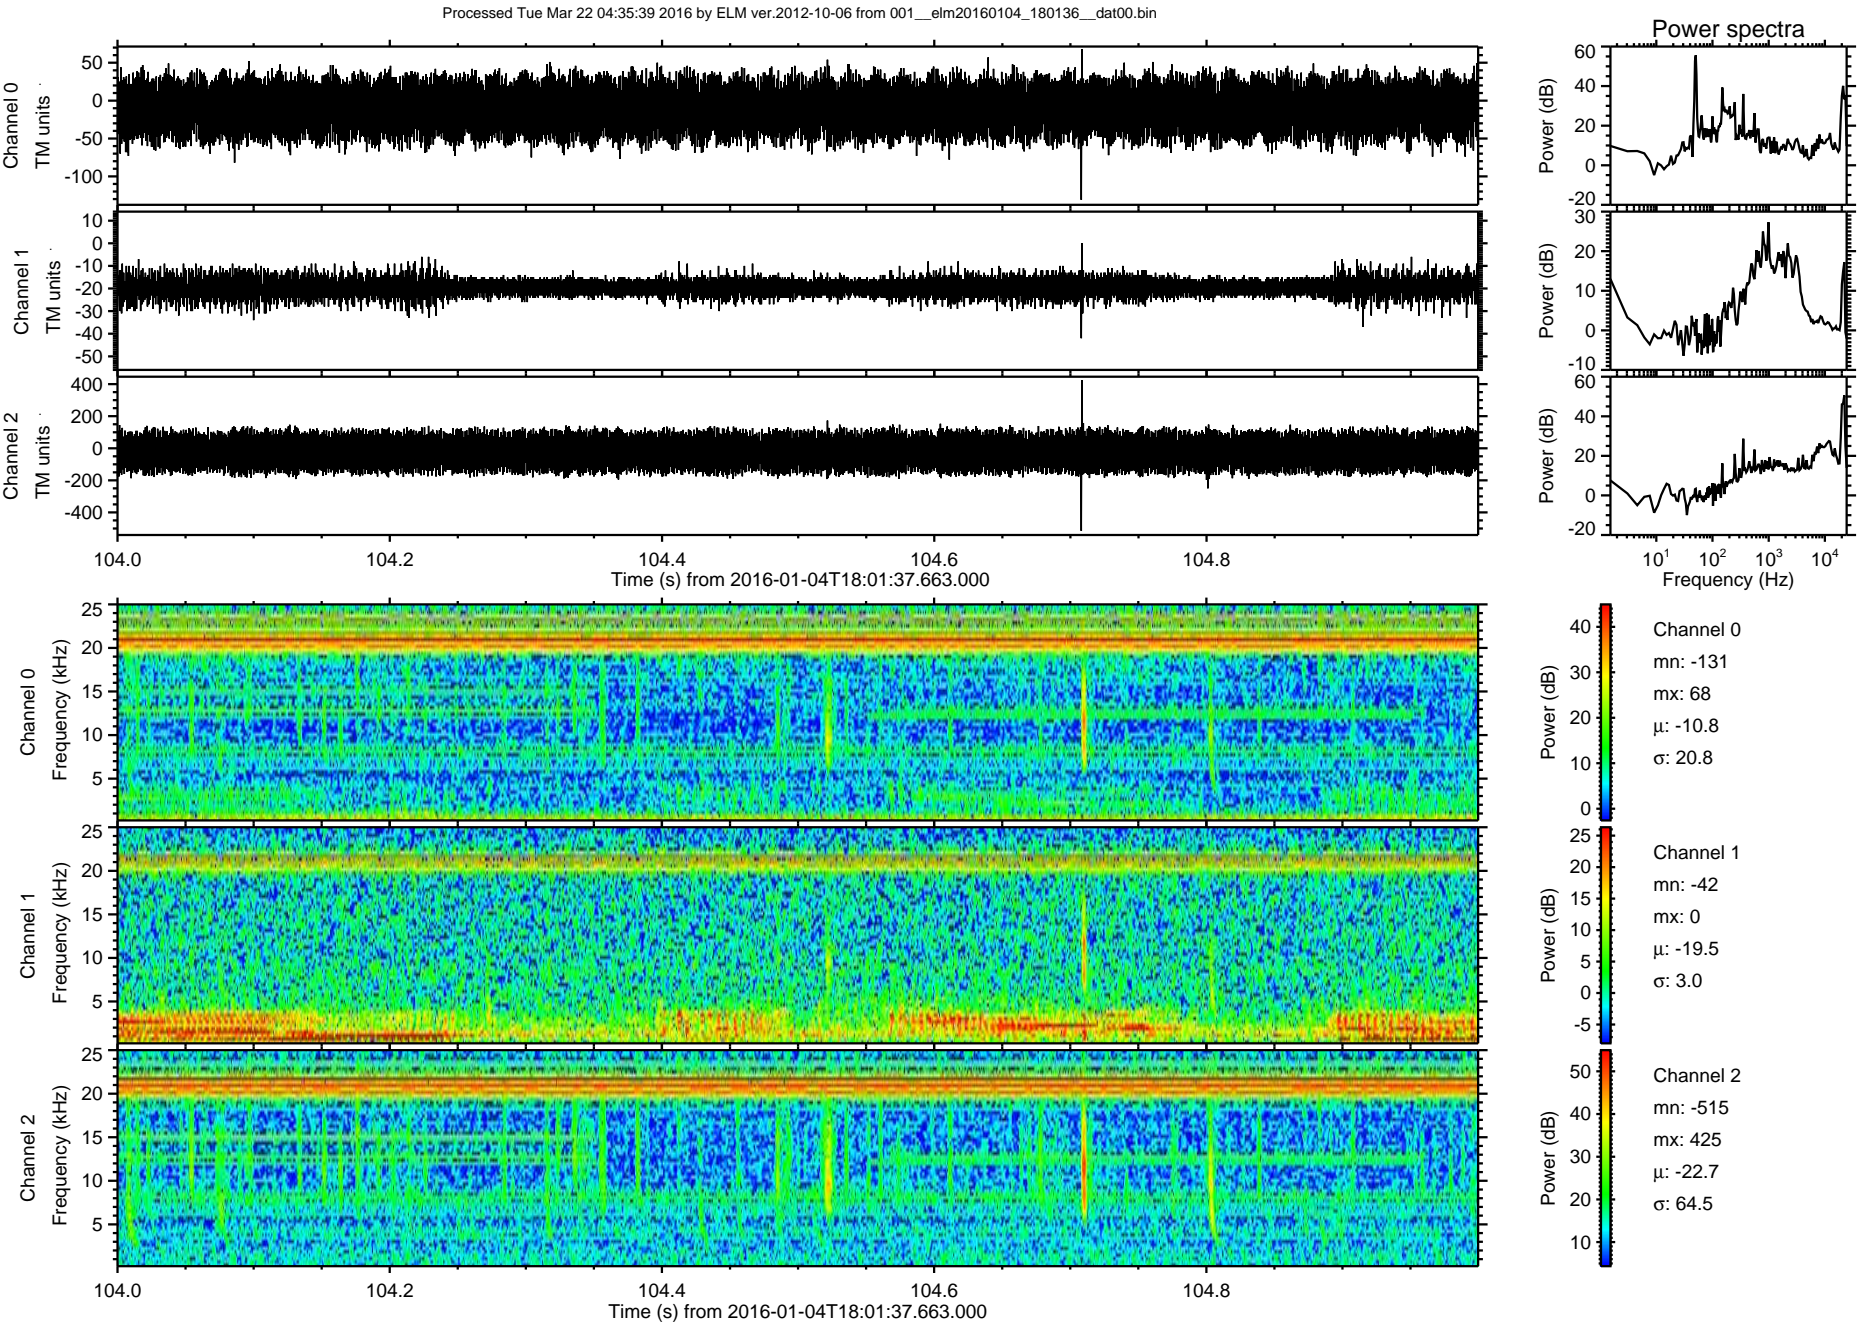 Processed Tue Mar 22 04:35:39 2016 by ELM ver.2012-10-06 from 001__elm20160104_180136__dat00.bin
Power spectra
Channel 0
TM units
50
0
-50
-100
Power (dB)
60
40
20
0
-20
Channel 1
TM units
10
0
-10
-20
-30
-40
-50
Power (dB)
30
20
10
0
-10
Channel 2
TM units
400
200
0
-200
-400
Power (dB)
60
40
20
0
-20
104.0 104.2 104.4 104.6 104.8
Time (s) from 2016-01-04T18:01:37.663.000
10¹ 10² 10³ 10⁴
Frequency (Hz)
Channel 0
Frequency (kHz)
25
20
15
10
5
Power (dB)
40
30
20
10
0
Channel 0
mn: -131
mx: 68
μ: -10.8
σ: 20.8
Channel 1
Frequency (kHz)
25
20
15
10
5
Power (dB)
25
20
15
10
5
0
-5
Channel 1
mn: -42
mx: 0
μ: -19.5
σ: 3.0
Channel 2
Frequency (kHz)
25
20
15
10
5
Power (dB)
50
40
30
20
10
Channel 2
mn: -515
mx: 425
μ: -22.7
σ: 64.5
104.0 104.2 104.4 104.6 104.8
Time (s) from 2016-01-04T18:01:37.663.000